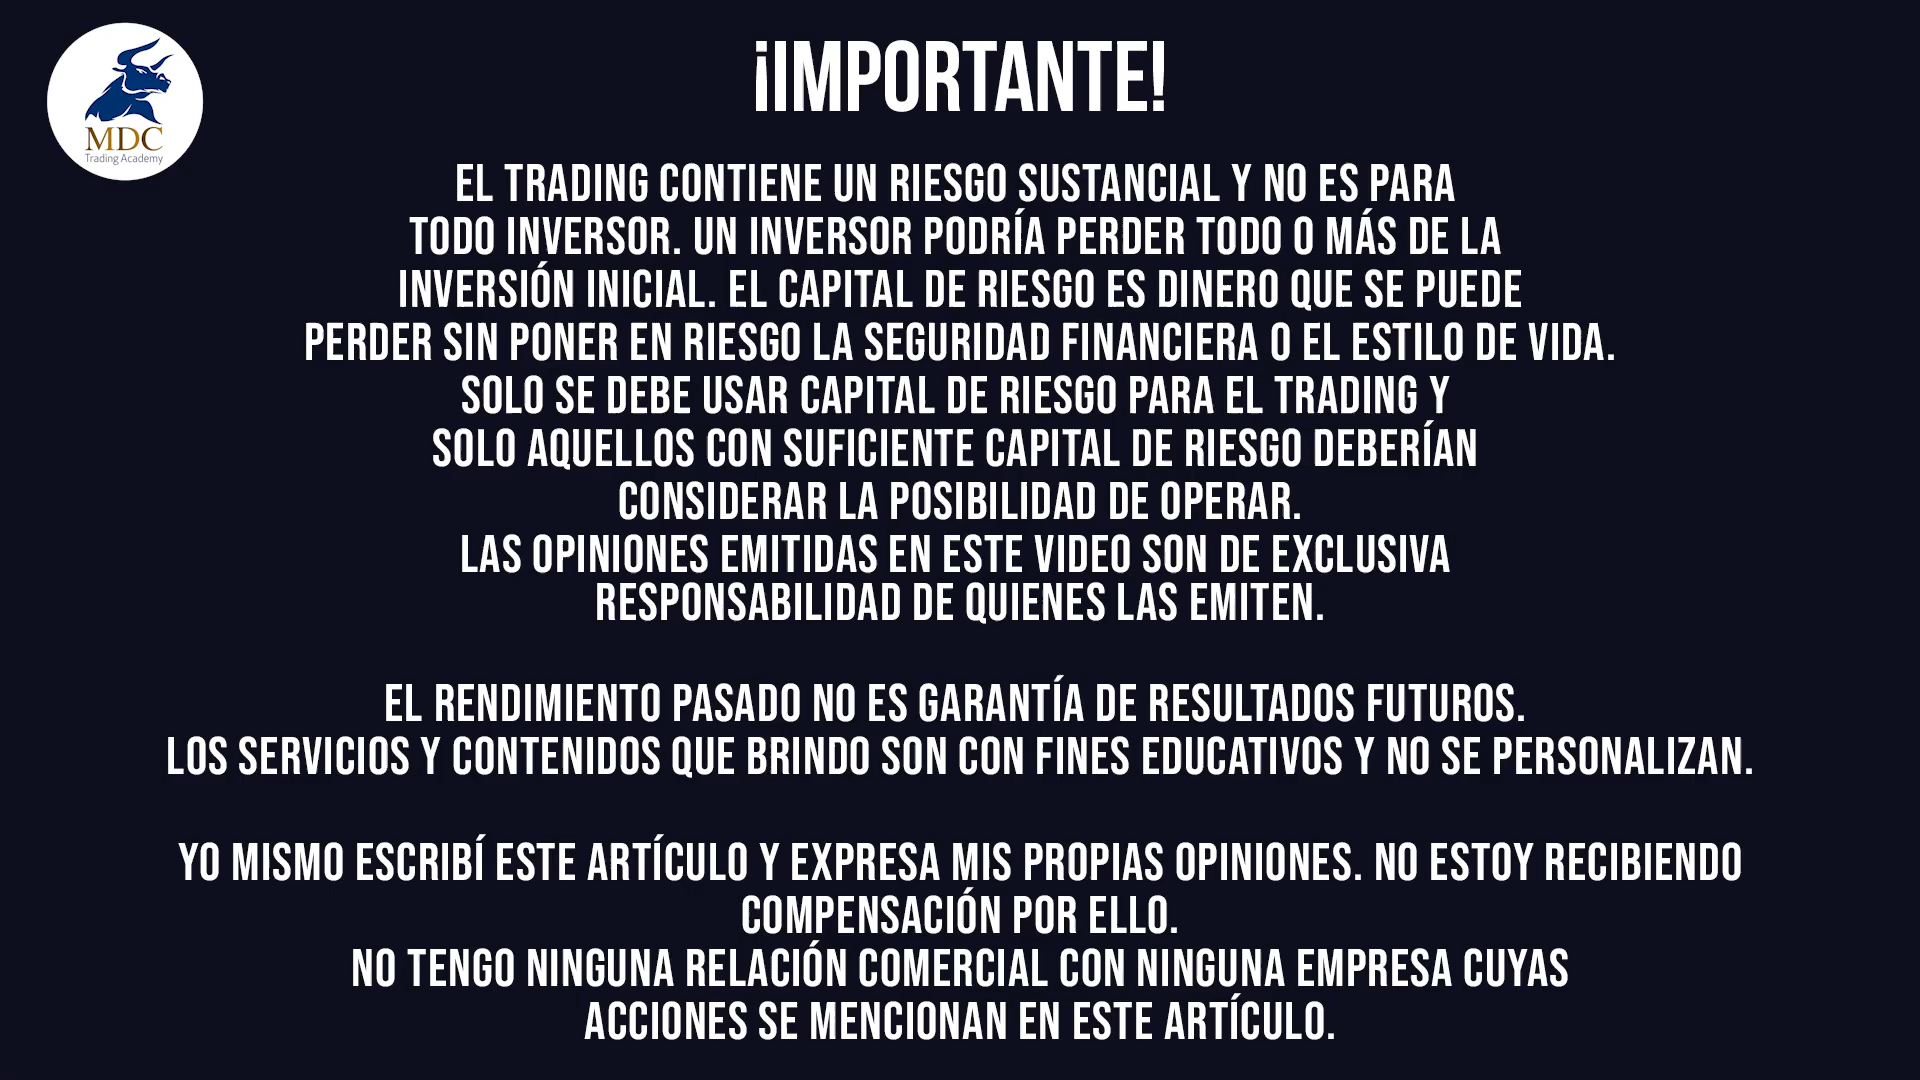 MDC
Trading Academy
¡IMPORTANTE!
EL TRADING CONTIENE UN RIESGO SUSTANCIAL Y NO ES PARA
TODO INVERSOR. UN INVERSOR PODRÍA PERDER TODO O MÁS DE LA
INVERSIÓN INICIAL. EL CAPITAL DE RIESGO ES DINERO QUE SE PUEDE
PERDER SIN PONER EN RIESGO LA SEGURIDAD FINANCIERA O EL ESTILO DE VIDA.
SOLO SE DEBE USAR CAPITAL DE RIESGO PARA EL TRADING Y
SOLO AQUELLOS CON SUFICIENTE CAPITAL DE RIESGO DEBERÍAN
CONSIDERAR LA POSIBILIDAD DE OPERAR.
LAS OPINIONES EMITIDAS EN ESTE VIDEO SON DE EXCLUSIVA
RESPONSABILIDAD DE QUIENES LAS EMITEN.
EL RENDIMIENTO PASADO NO ES GARANTÍA DE RESULTADOS FUTUROS.
LOS SERVICIOS Y CONTENIDOS QUE BRINDO SON CON FINES EDUCATIVOS Y NO SE PERSONALIZAN.
YO MISMO ESCRIBÍ ESTE ARTÍCULO Y EXPRESA MIS PROPIAS OPINIONES. NO ESTOY RECIBIENDO
COMPENSACIÓN POR ELLO.
NO TENGO NINGUNA RELACIÓN COMERCIAL CON NINGUNA EMPRESA CUYAS
ACCIONES SE MENCIONAN EN ESTE ARTÍCULO.